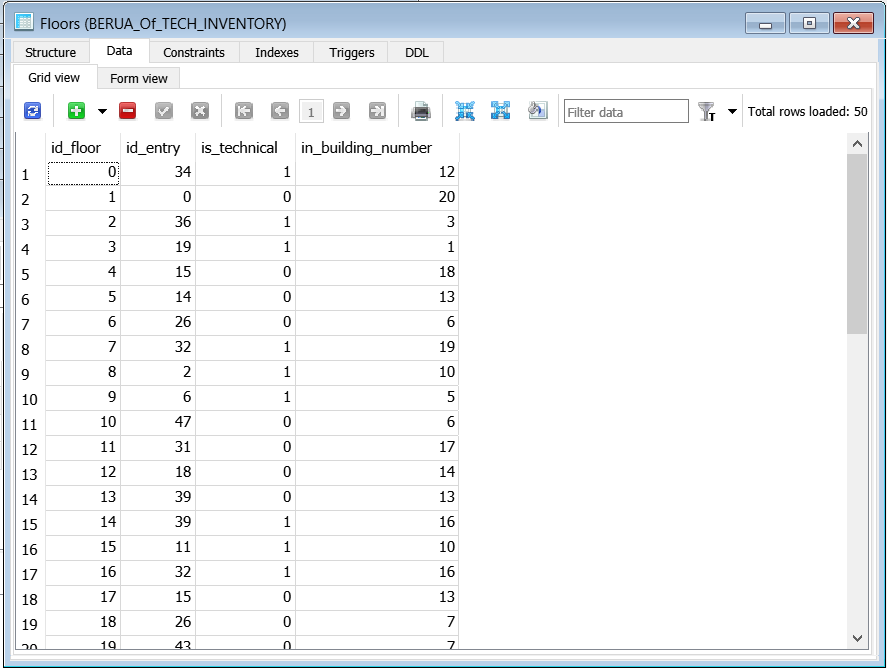 Floors (BERUA_Of_TECH_INVENTORY)
Structure Data Constraints Indexes Triggers DDL
Grid view Form view
1 Filter data T Total rows loaded: 50
id_floor id_entry is_technical in_building_number
1 0 34 1 12
2 1 0 0 20
3 2 36 1 3
4 3 19 1 1
5 4 15 0 18
6 5 14 0 13
7 6 26 0 6
8 7 32 1 19
9 8 2 1 10
10 9 6 1 5
11 10 47 0 6
12 11 31 0 17
13 12 18 0 14
14 13 39 0 13
15 14 39 1 16
16 15 11 1 10
17 16 32 1 16
18 17 15 0 13
19 18 26 0 7
20 19 43 0 7